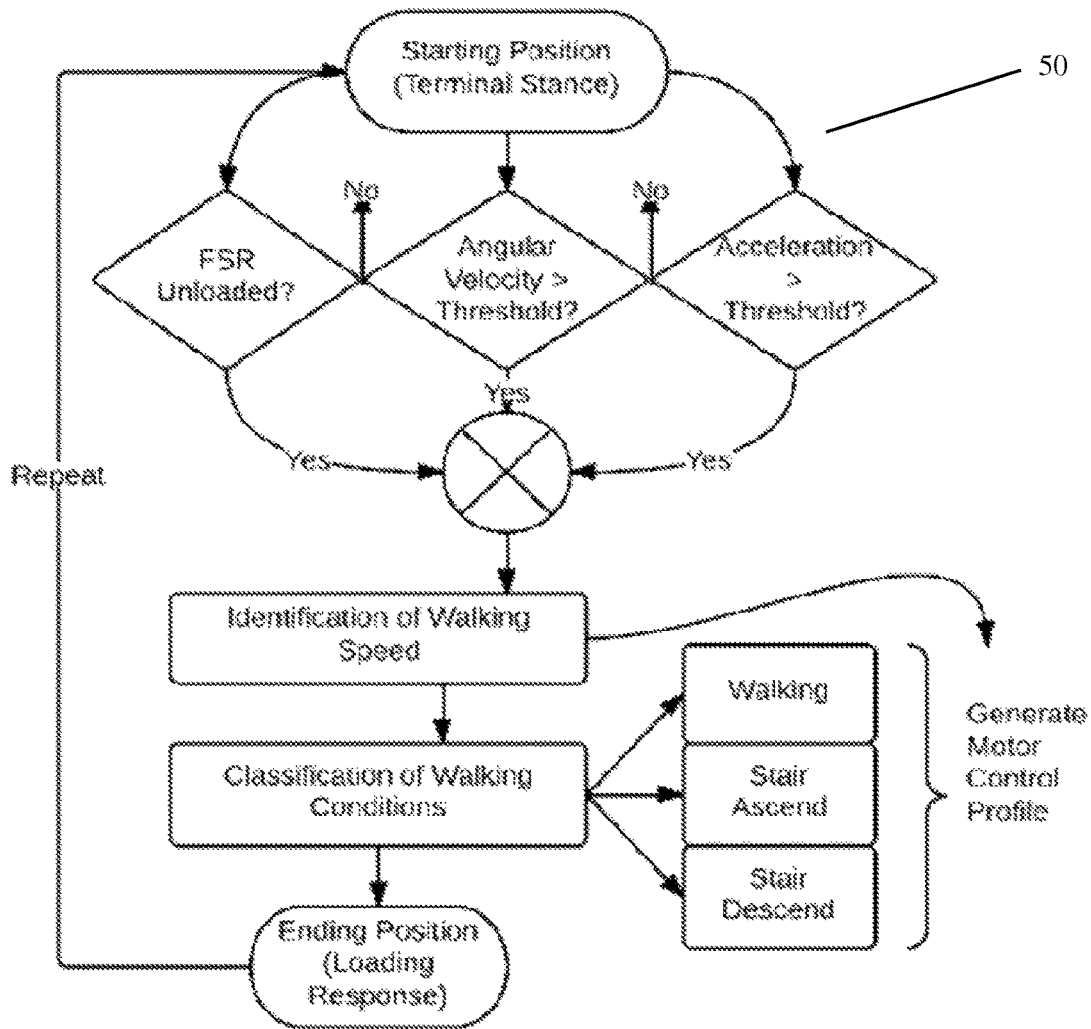 Starting Position
(Terminal Stance)
50
No
No
FSR
Unloaded?
Angular
Velocity >
Threshold?
Acceleration
>
Threshold?
Yes
Yes
Yes
Repeat
Identification of Walking
Speed
Walking
Generate
Motor
Control
Profile
Classification of Walking
Conditions
Stair
Ascend
Stair
Descend
Ending Position
(Loading
Response)